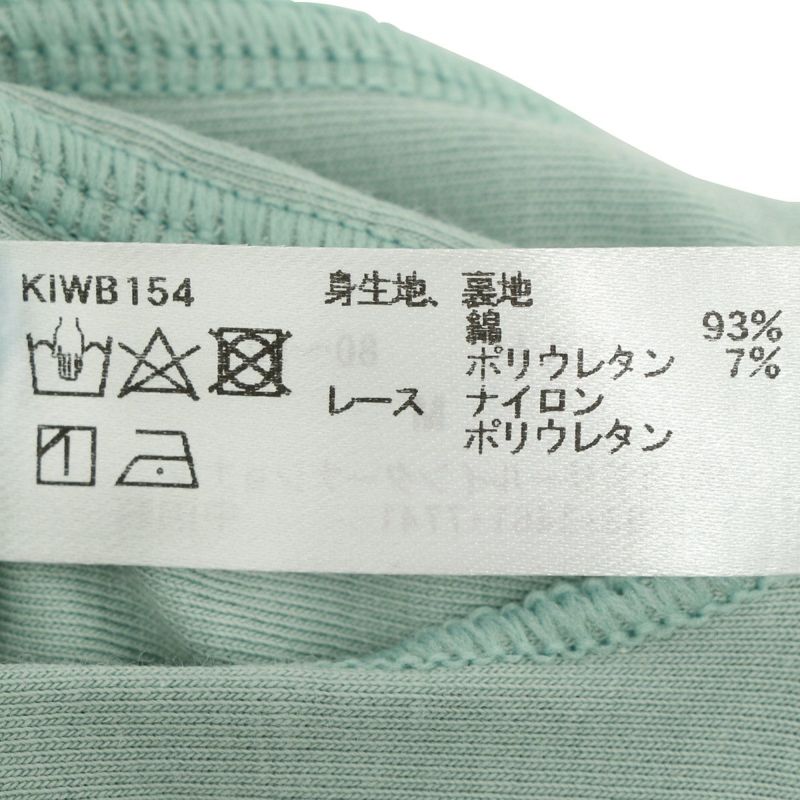 KIWB154
身生地、裏地
綿 93%
ポリウレタン 7%
レース ナイロン
ポリウレタン